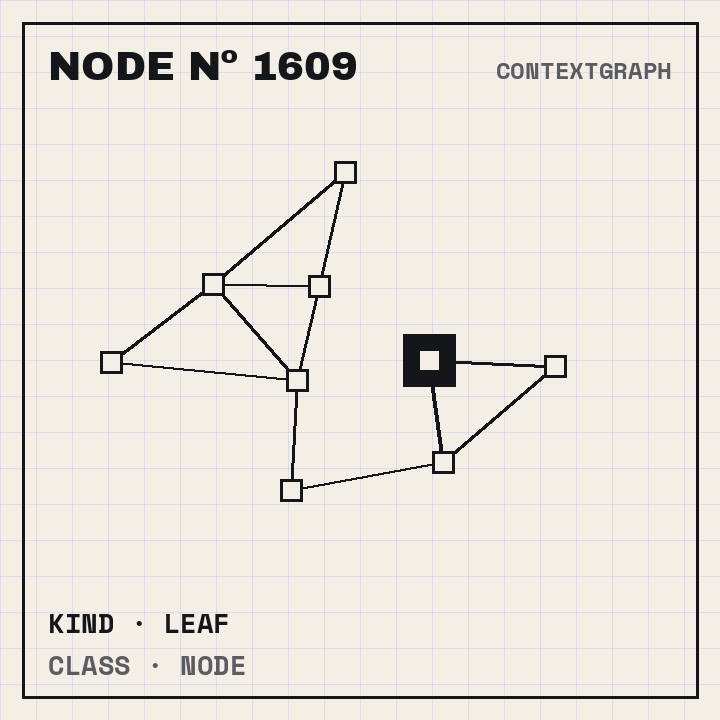 NODE Nº 1609
CONTEXTGRAPH
KIND · LEAF
CLASS · NODE